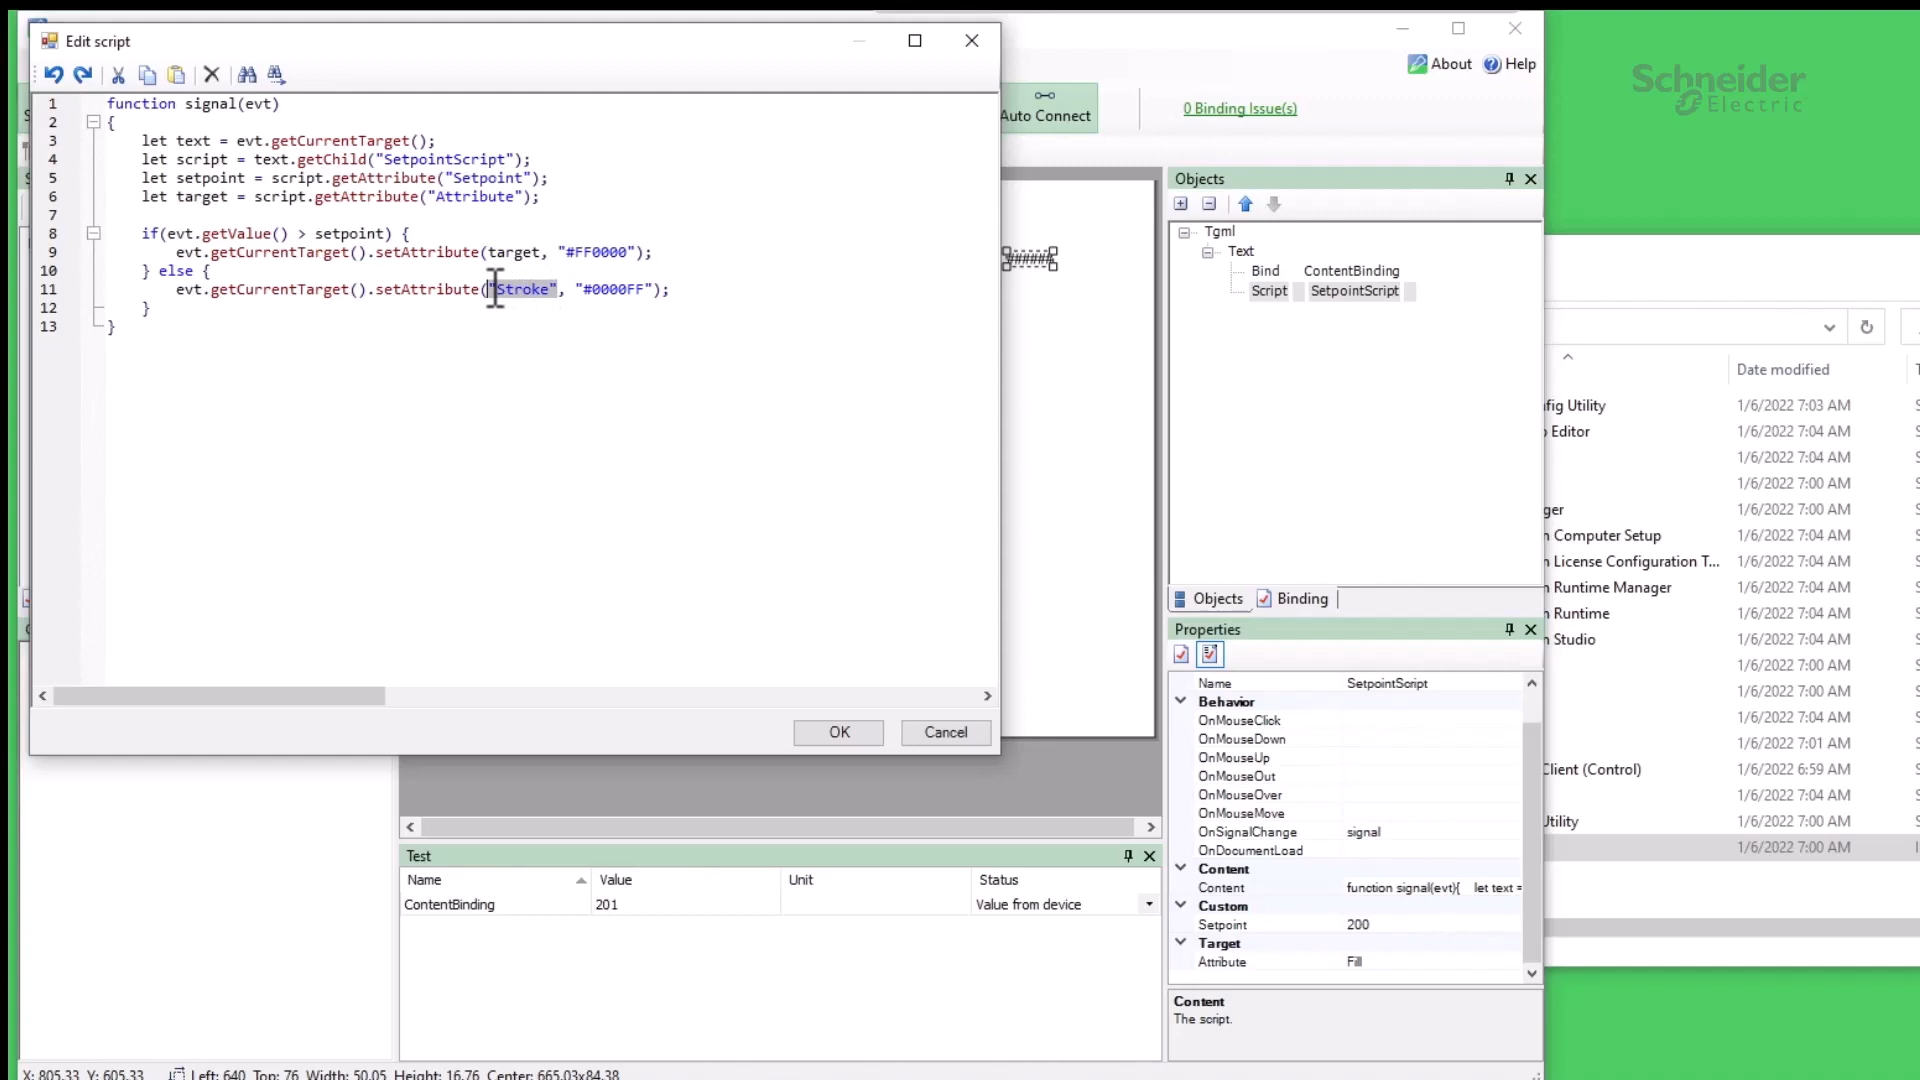 Edit script
1 function signal(evt)
2 {
3 let text = evt.getCurrentTarget();
4 let script = text.getChild("SetpointScript");
5 let setpoint = script.getAttribute("Setpoint");
6 let target = script.getAttribute("Attribute");
7
8 if(evt.getValue() > setpoint) {
9 evt.getCurrentTarget().setAttribute(target, "#FF0000");
10 } else {
11 evt.getCurrentTarget().setAttribute("Stroke", "#0000FF");
12 }
13 }
OK Cancel
About Help
Auto Connect
0 Binding Issue(s)
Schneider
Electric
######
Objects
Tgml
Text
Bind ContentBinding
Script SetpointScript
Objects Binding
Properties
Name SetpointScript
Behavior
OnMouseClick
OnMouseDown
OnMouseUp
OnMouseOut
OnMouseOver
OnMouseMove
OnSignalChange signal
OnDocumentLoad
Content
Content function signal(evt){ let text =
Custom
Setpoint 200
Target
Attribute Fill
Content
The script.
Test
Name Value Unit Status
ContentBinding 201 Value from device
X: 805.33 Y: 605.33 Left: 640 Top: 76 Width: 50.05 Height: 16.76 Center: 665.03x84.38
Date modified
fig Utility 1/6/2022 7:03 AM
Editor 1/6/2022 7:04 AM
1/6/2022 7:04 AM
1/6/2022 7:00 AM
ger 1/6/2022 7:00 AM
n Computer Setup 1/6/2022 7:04 AM
n License Configuration T... 1/6/2022 7:04 AM
n Runtime Manager 1/6/2022 7:04 AM
n Runtime 1/6/2022 7:04 AM
n Studio 1/6/2022 7:04 AM
1/6/2022 7:00 AM
1/6/2022 7:00 AM
1/6/2022 7:04 AM
1/6/2022 7:01 AM
Client (Control) 1/6/2022 6:59 AM
1/6/2022 7:04 AM
Utility 1/6/2022 7:00 AM
1/6/2022 7:00 AM